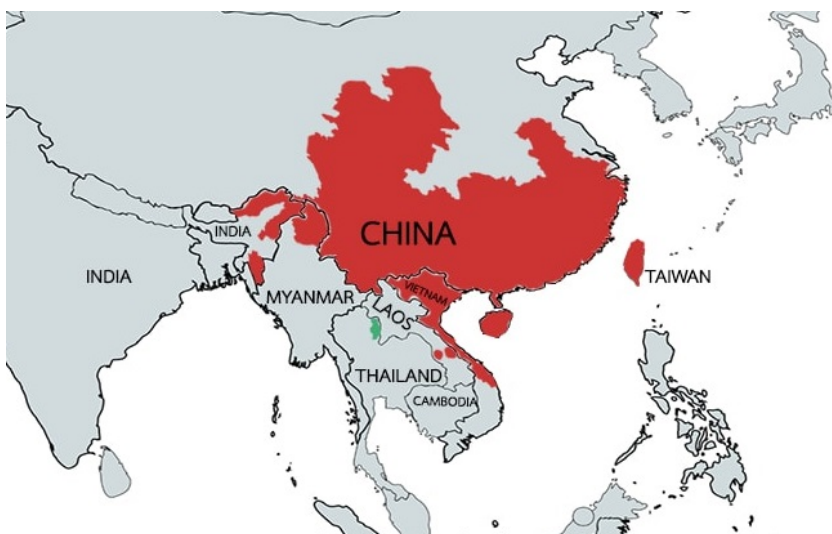 CHINA
INDIA
INDIA
TAIWAN
VIETNAM
MYANMAR
LAOS
THAILAND
CAMBODIA